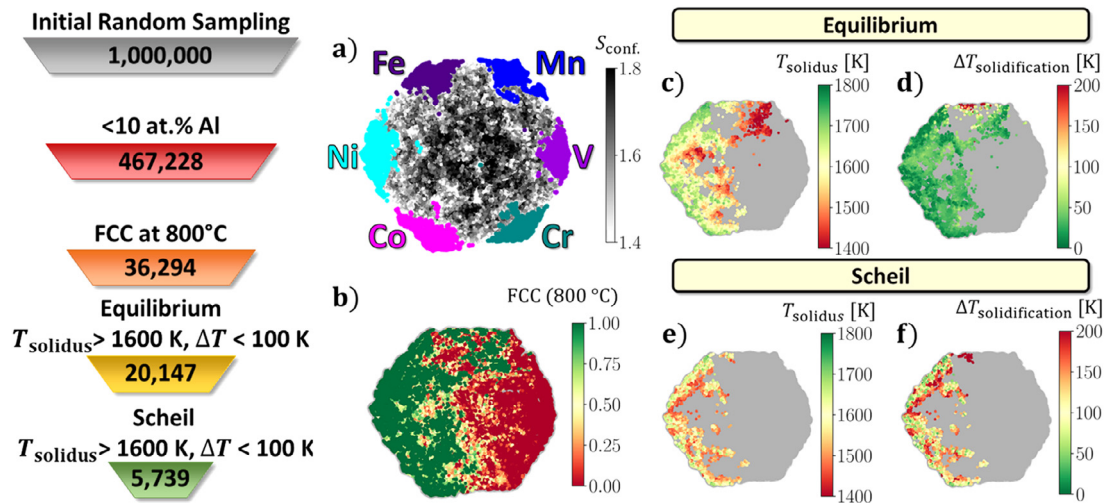 Initial Random Sampling
1,000,000
<10 at.% Al
467,228
FCC at 800°C
36,294
Equilibrium
T_solidus> 1600 K, ΔT < 100 K
20,147
Scheil
T_solidus> 1600 K, ΔT < 100 K
5,739
a)
Fe
Mn
Ni
V
Co
Cr
S_conf.
1.8
1.6
1.4
b)
FCC (800 °C)
1.00
0.75
0.50
0.25
0.00
Equilibrium
c)
T_solidus [K]
1800
1700
1600
1500
1400
d)
ΔT_solidification [K]
200
150
100
50
0
Scheil
e)
T_solidus [K]
1800
1700
1600
1500
1400
f)
ΔT_solidification [K]
200
150
100
50
0